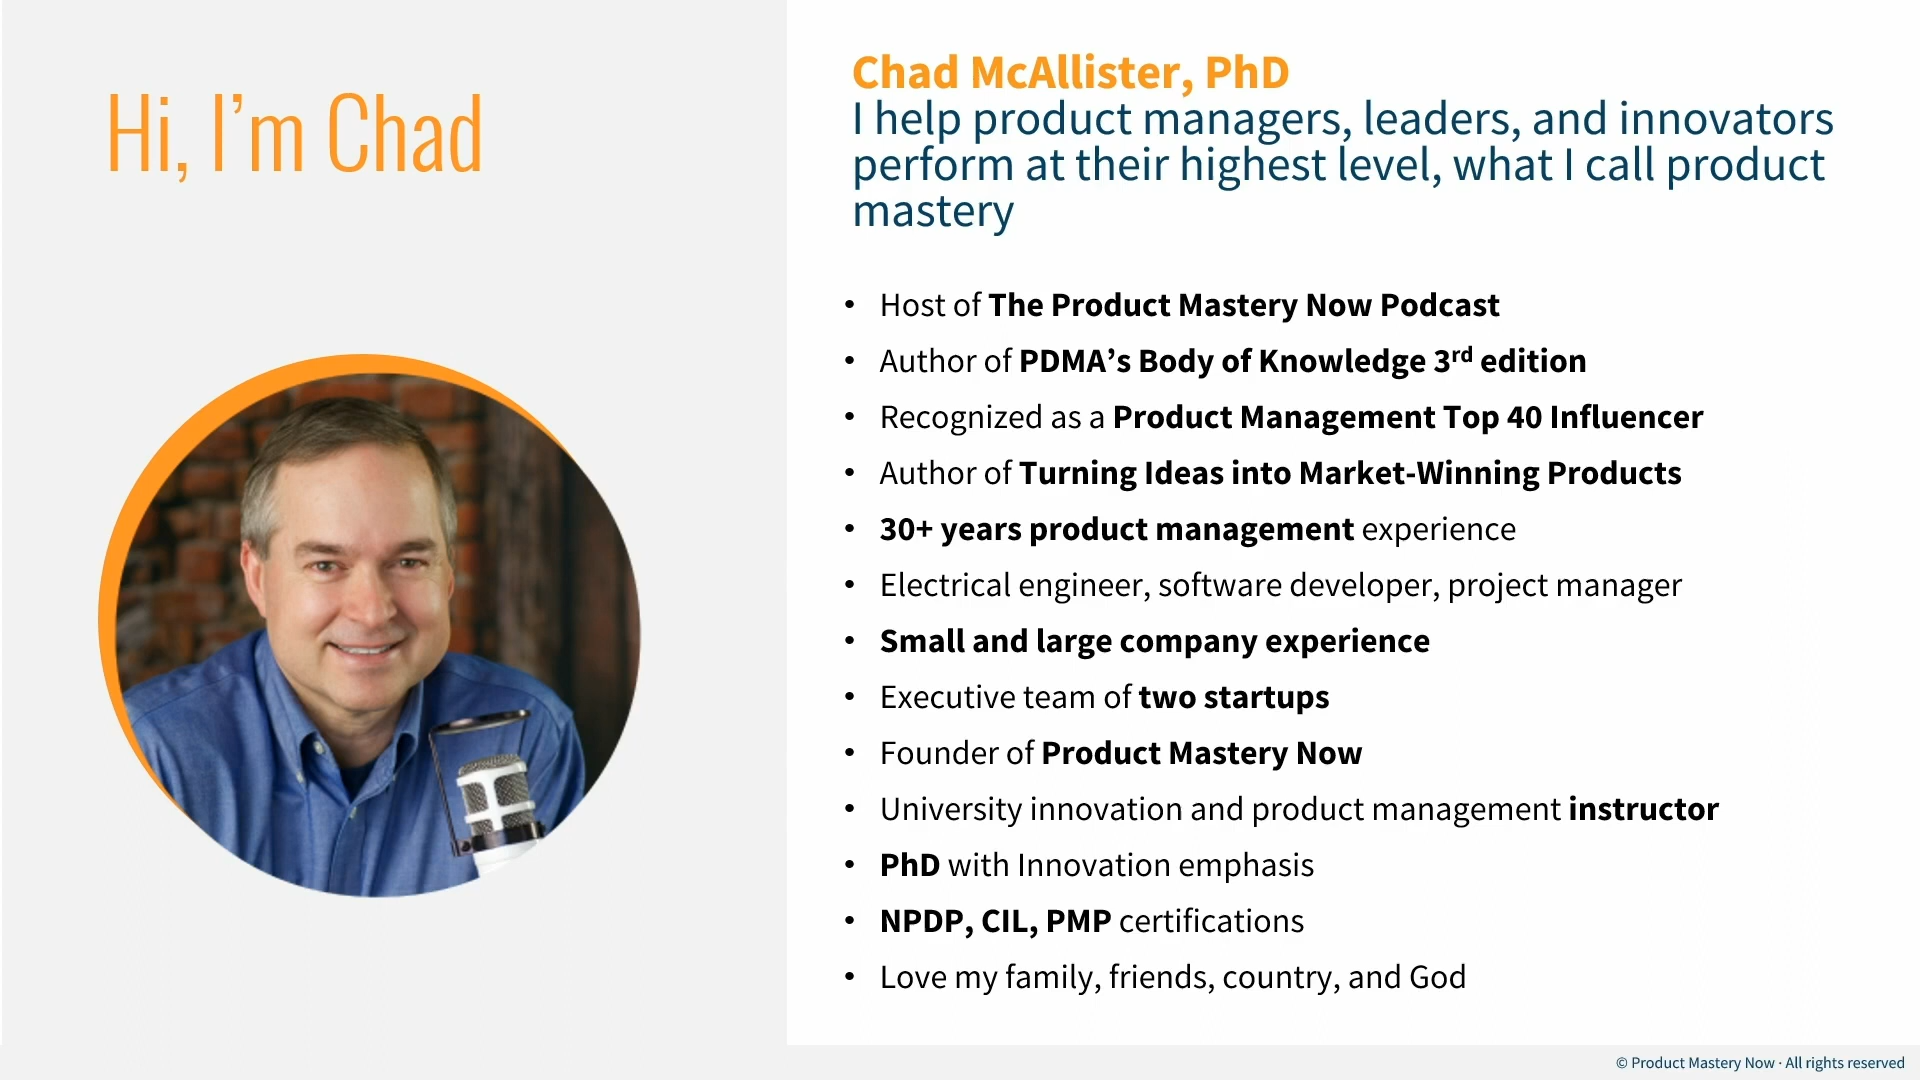 Hi, I’m Chad
Chad McAllister, PhD
I help product managers, leaders, and innovators
perform at their highest level, what I call product
mastery
• Host of The Product Mastery Now Podcast
• Author of PDMA’s Body of Knowledge 3rd edition
• Recognized as a Product Management Top 40 Influencer
• Author of Turning Ideas into Market-Winning Products
• 30+ years product management experience
• Electrical engineer, software developer, project manager
• Small and large company experience
• Executive team of two startups
• Founder of Product Mastery Now
• University innovation and product management instructor
• PhD with Innovation emphasis
• NPDP, CIL, PMP certifications
• Love my family, friends, country, and God
© Product Mastery Now · All rights reserved